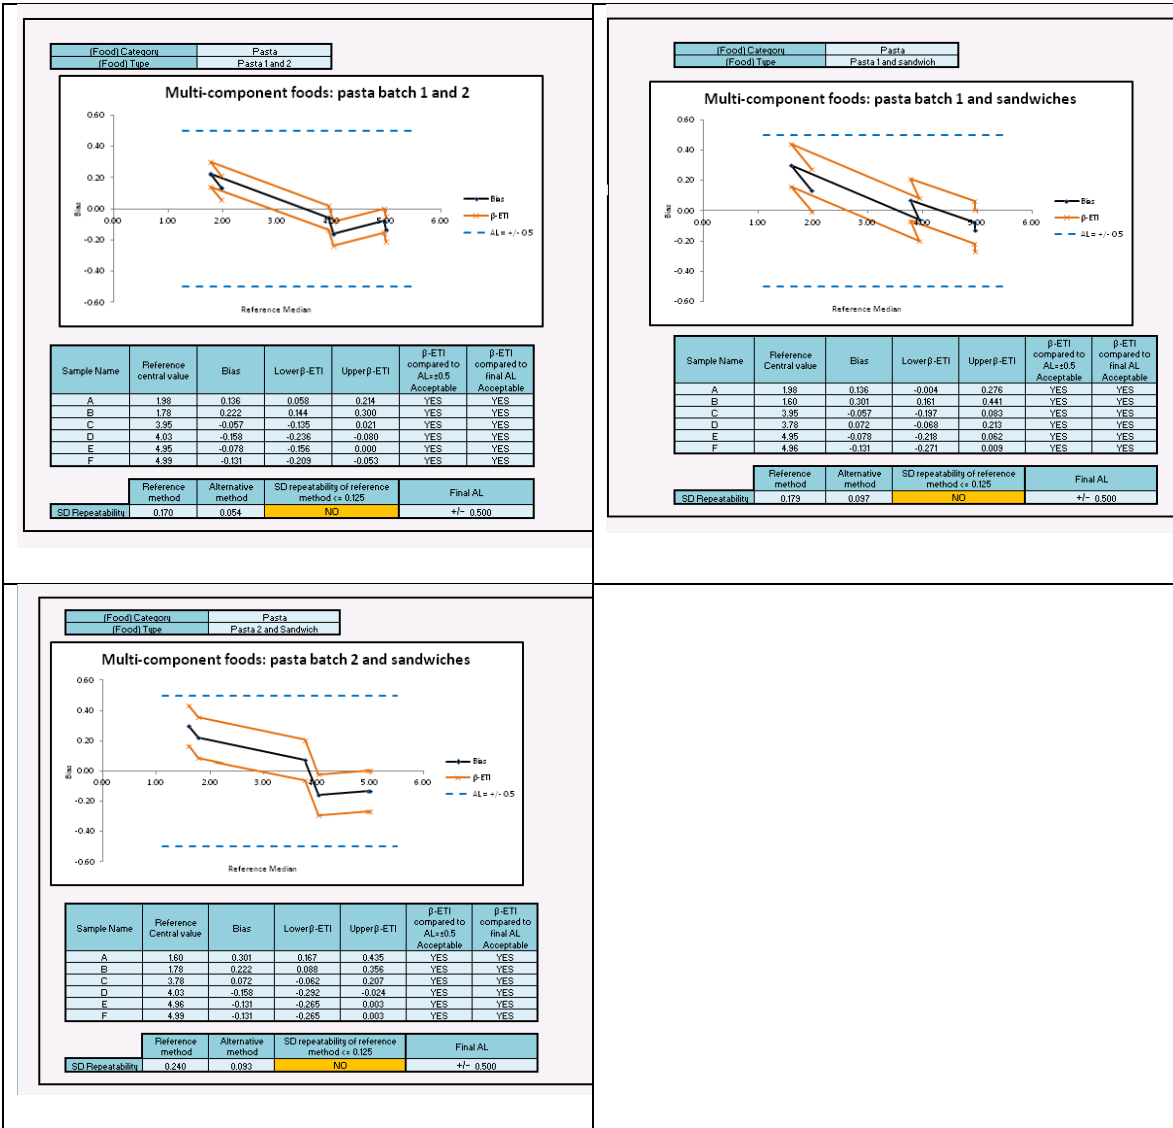 (Food) Category Pasta
(Food) Type Pasta 1 and 2
Multi-component foods: pasta batch 1 and 2
0.60
0.40
0.20
0.00
-0.20
-0.40
-0.60
0.00 1.00 2.00 3.00 4.00 5.00 6.00
Bias
Reference Median
Bias
β-ETI
AL = +/- 0.5
Sample Name Reference central value Bias Lower β-ETI Upper β-ETI β-ETI compared to AL=±0.5 Acceptable β-ETI compared to final AL Acceptable
A 1.98 0.136 0.058 0.214 YES YES
B 1.78 0.222 0.144 0.300 YES YES
C 3.95 -0.057 -0.135 0.021 YES YES
D 4.03 -0.158 -0.236 -0.080 YES YES
E 4.95 -0.078 -0.156 0.000 YES YES
F 4.99 -0.131 -0.209 -0.053 YES YES
Reference method Alternative method SD repeatability of reference method <= 0.125 Final AL
SD Repeatability 0.170 0.054 NO +/- 0.500
(Food) Category Pasta
(Food) Type Pasta 1 and sandwich
Multi-component foods: pasta batch 1 and sandwiches
0.60
0.40
0.20
0.00
-0.20
-0.40
-0.60
0.00 1.00 2.00 3.00 4.00 5.00 6.00
Bias
Reference Median
Bias
β-ETI
AL = +/- 0.5
Sample Name Reference Central value Bias Lower β-ETI Upper β-ETI β-ETI compared to AL=±0.5 Acceptable β-ETI compared to final AL Acceptable
A 1.98 0.136 -0.004 0.276 YES YES
B 1.60 0.301 0.161 0.441 YES YES
C 3.95 -0.057 -0.197 0.083 YES YES
D 3.78 0.072 -0.068 0.213 YES YES
E 4.95 -0.078 -0.218 0.062 YES YES
F 4.96 -0.131 -0.271 0.009 YES YES
Reference method Alternative method SD repeatability of reference method <= 0.125 Final AL
SD Repeatability 0.179 0.097 NO +/- 0.500
(Food) Category Pasta
(Food) Type Pasta 2 and Sandwich
Multi-component foods: pasta batch 2 and sandwiches
0.60
0.40
0.20
0.00
-0.20
-0.40
-0.60
0.00 1.00 2.00 3.00 4.00 5.00 6.00
Bias
Reference Median
Bias
β-ETI
AL = +/- 0.5
Sample Name Reference Central value Bias Lower β-ETI Upper β-ETI β-ETI compared to AL=±0.5 Acceptable β-ETI compared to final AL Acceptable
A 1.60 0.301 0.167 0.435 YES YES
B 1.78 0.222 0.088 0.356 YES YES
C 3.78 0.072 -0.062 0.207 YES YES
D 4.03 -0.158 -0.292 -0.024 YES YES
E 4.96 -0.131 -0.265 0.003 YES YES
F 4.99 -0.131 -0.265 0.003 YES YES
Reference method Alternative method SD repeatability of reference method <= 0.125 Final AL
SD Repeatability 0.240 0.093 NO +/- 0.500